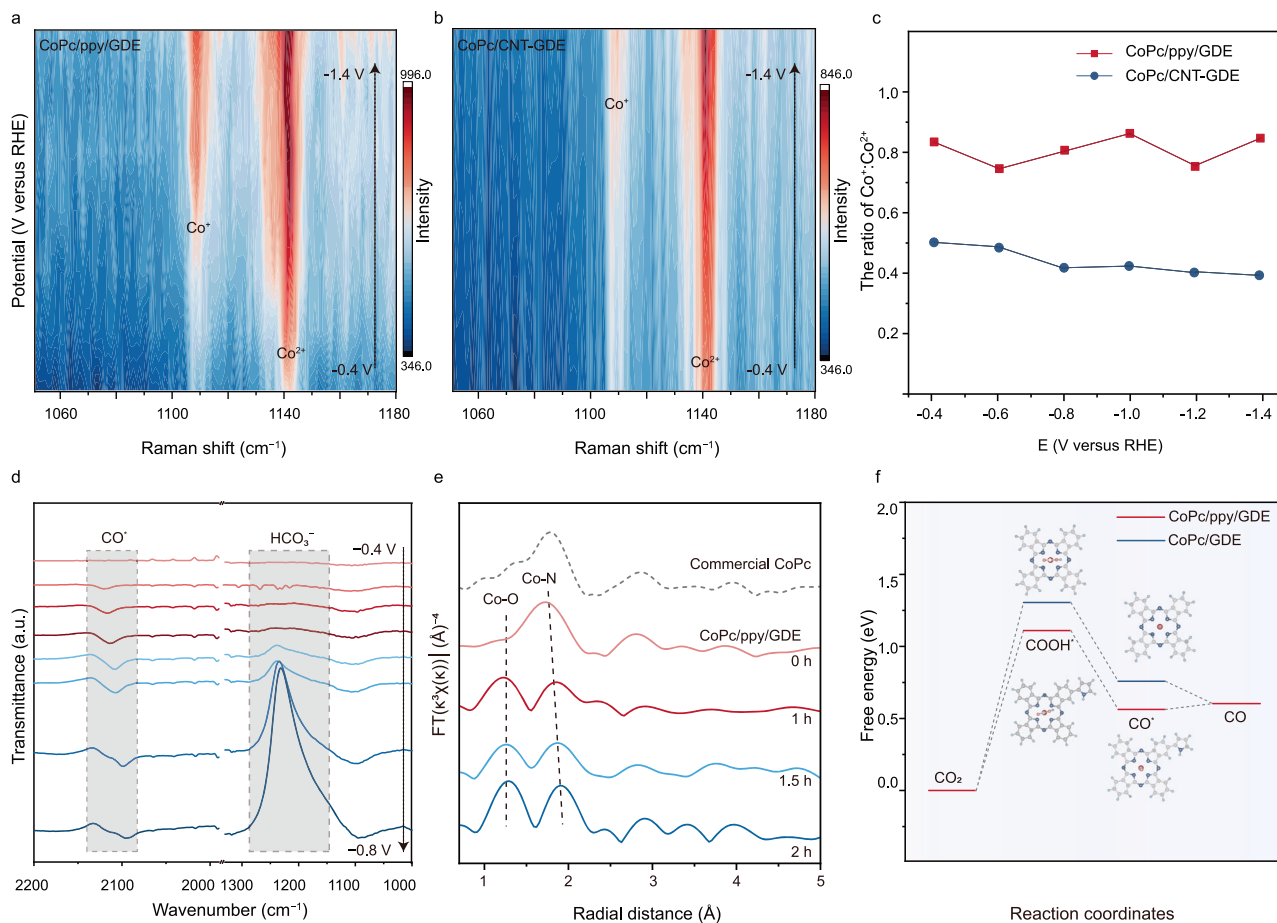 a
CoPc/ppy/GDE
−1.4 V
−0.4 V
Co⁺
Co²⁺
996.0
346.0
Intensity
Potential (V versus RHE)
1060
1100
1140
1180
Raman shift (cm⁻¹)
b
CoPc/CNT-GDE
−1.4 V
−0.4 V
Co⁺
Co²⁺
846.0
346.0
Intensity
1060
1100
1140
1180
Raman shift (cm⁻¹)
c
CoPc/ppy/GDE
CoPc/CNT-GDE
The ratio of Co⁺:Co²⁺
1.0
0.8
0.6
0.4
0.2
-0.4
-0.6
-0.8
-1.0
-1.2
-1.4
E (V versus RHE)
d
CO*
HCO₃⁻
−0.4 V
−0.8 V
Transmittance (a.u.)
2200
2100
2000
1300
1200
1100
1000
Wavenumber (cm⁻¹)
e
Commercial CoPc
Co-N
Co-O
CoPc/ppy/GDE
0 h
1 h
1.5 h
2 h
FT(κ³χ(κ))| (Å)⁻⁴
1
2
3
4
5
Radial distance (Å)
f
CoPc/ppy/GDE
CoPc/GDE
Free energy (eV)
2.0
1.5
1.0
0.5
0.0
CO₂
COOH*
CO*
CO
Reaction coordinates